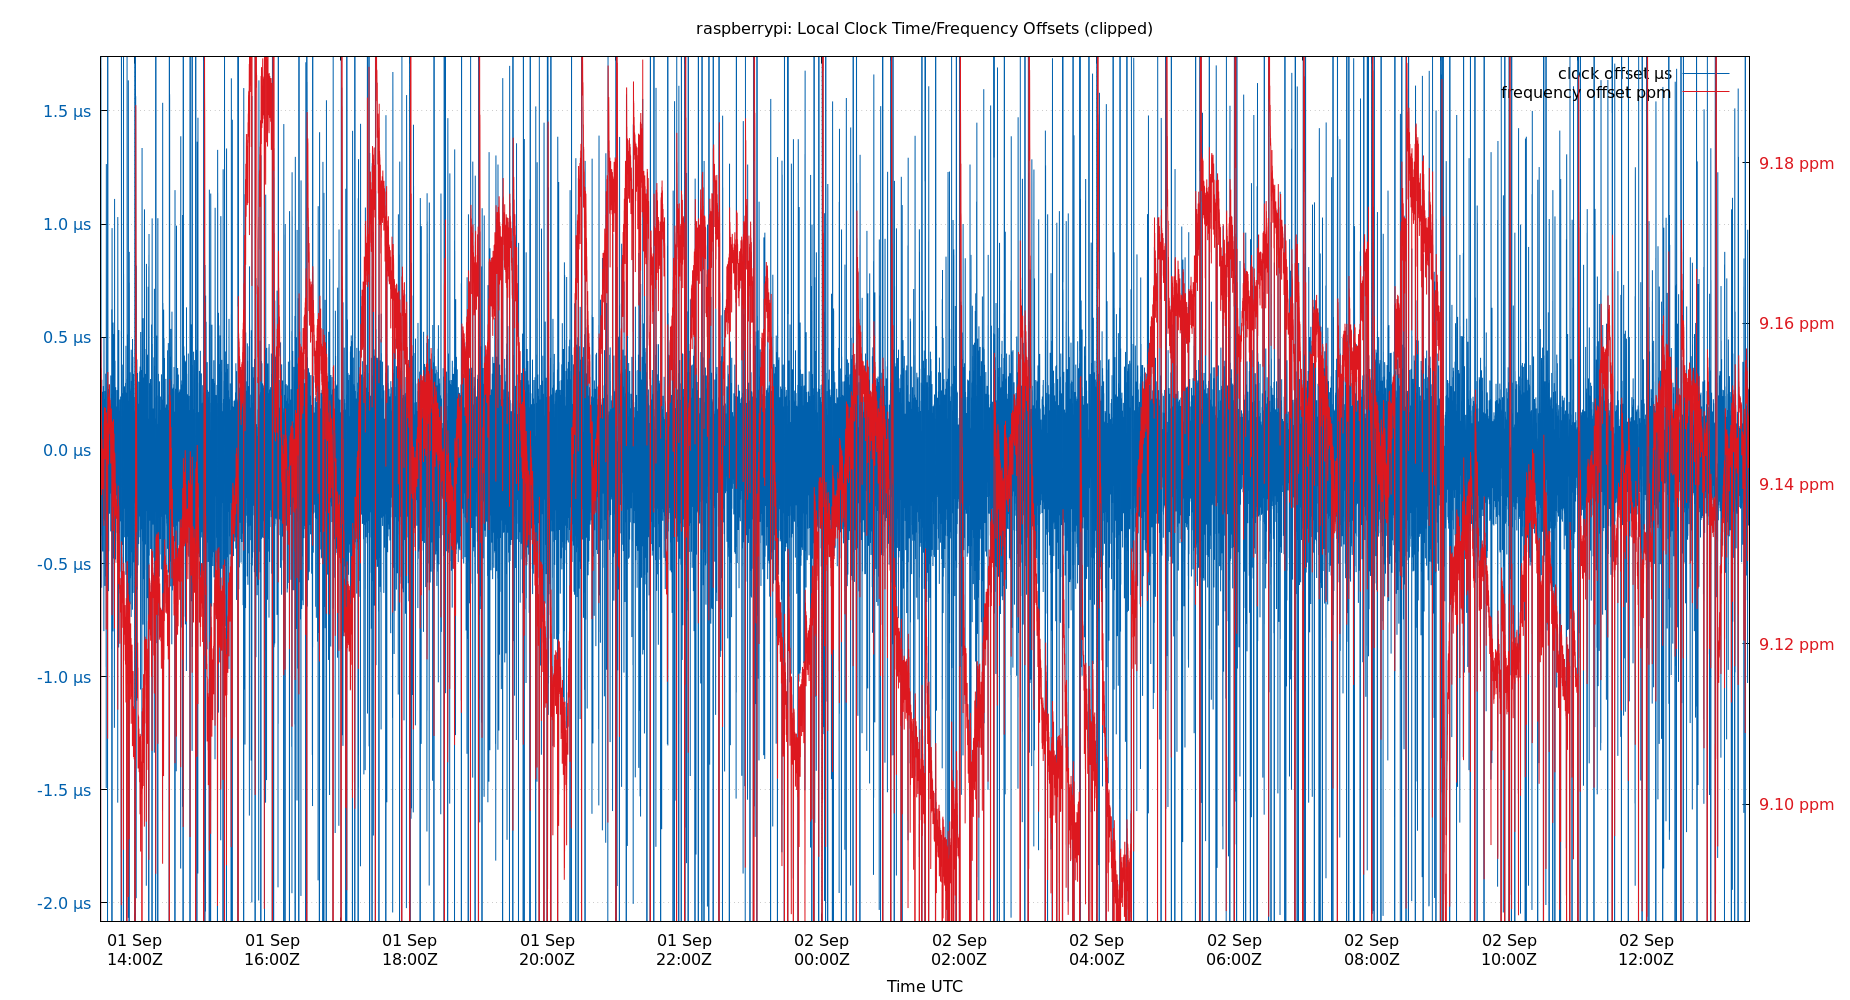 raspberrypi: Local Clock Time/Frequency Offsets (clipped)
clock offset µs
frequency offset ppm
1.5 µs
1.0 µs
0.5 µs
0.0 µs
-0.5 µs
-1.0 µs
-1.5 µs
-2.0 µs
9.18 ppm
9.16 ppm
9.14 ppm
9.12 ppm
9.10 ppm
01 Sep 01 Sep 01 Sep 01 Sep 01 Sep 02 Sep 02 Sep 02 Sep 02 Sep 02 Sep 02 Sep 02 Sep
14:00Z 16:00Z 18:00Z 20:00Z 22:00Z 00:00Z 02:00Z 04:00Z 06:00Z 08:00Z 10:00Z 12:00Z
Time UTC